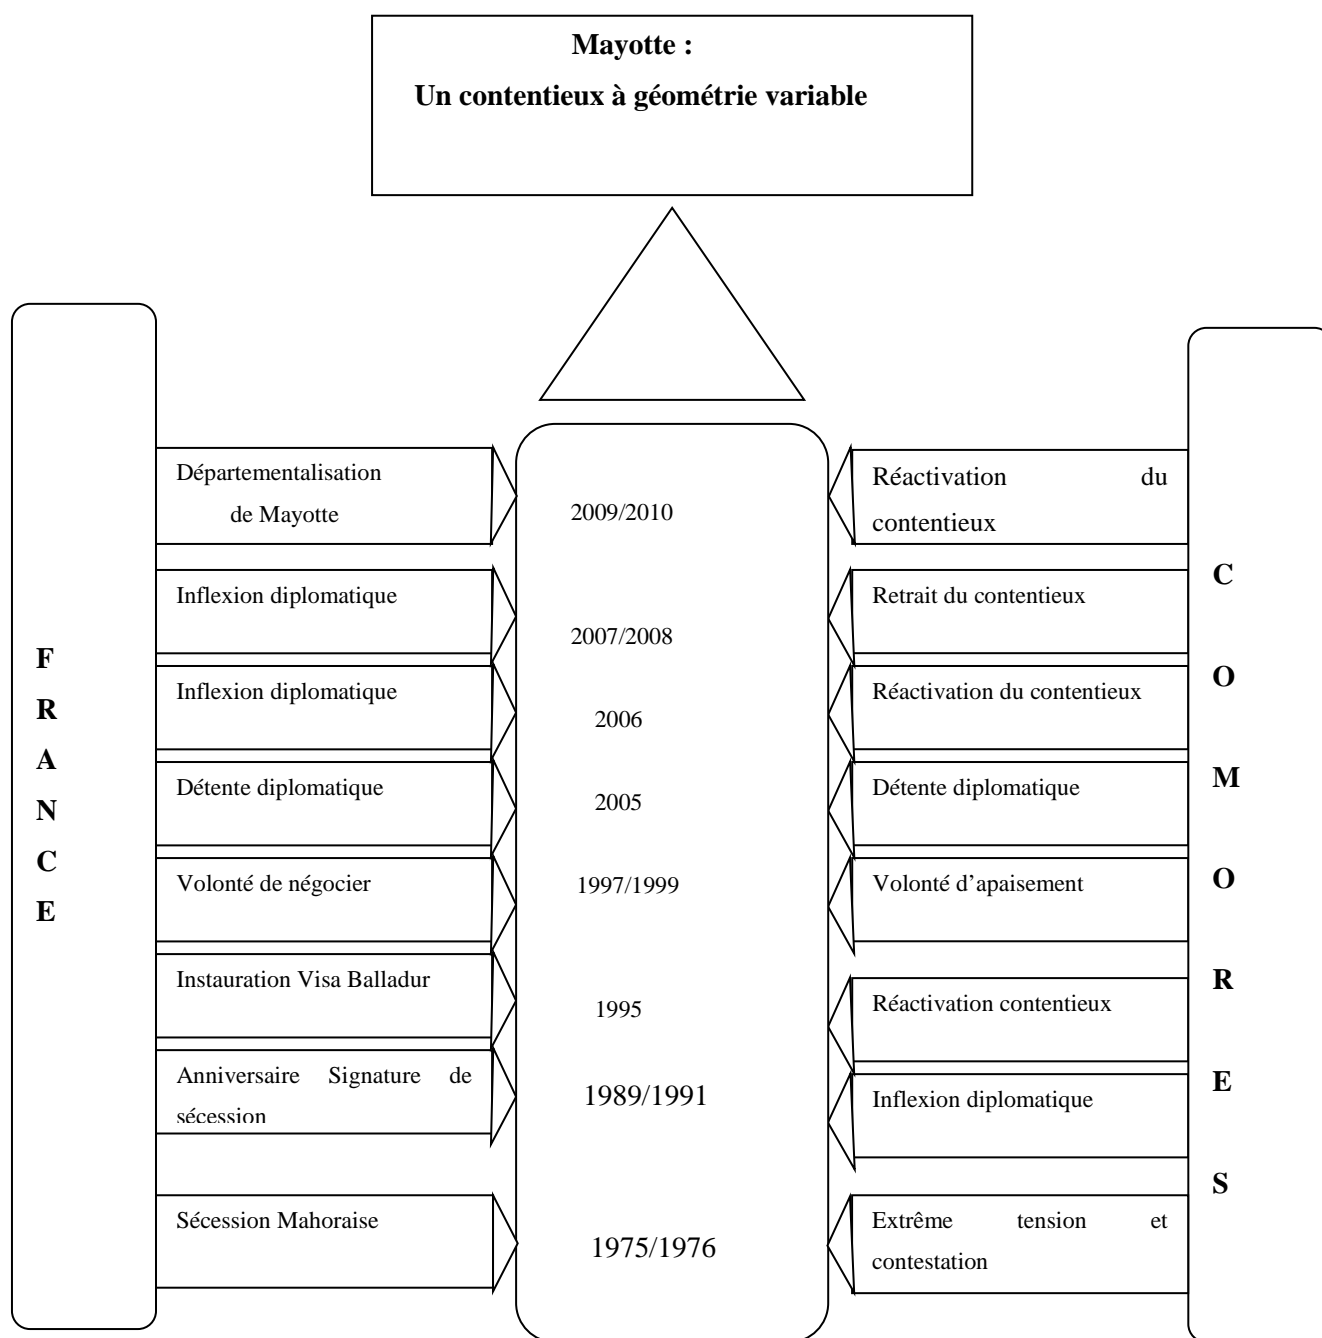 Mayotte :
Un contentieux à géométrie variable
F
R
A
N
C
E
Départementalisation
de Mayotte
2009/2010
Réactivation du
contentieux
Inflexion diplomatique
2007/2008
Retrait du contentieux
Inflexion diplomatique
2006
Réactivation du contentieux
Détente diplomatique
2005
Détente diplomatique
Volonté de négocier
1997/1999
Volonté d’apaisement
Instauration Visa Balladur
1995
Réactivation contentieux
Anniversaire Signature de
sécession
1989/1991
Inflexion diplomatique
Sécession Mahoraise
1975/1976
Extrême tension et
contestation
C
O
M
O
R
E
S